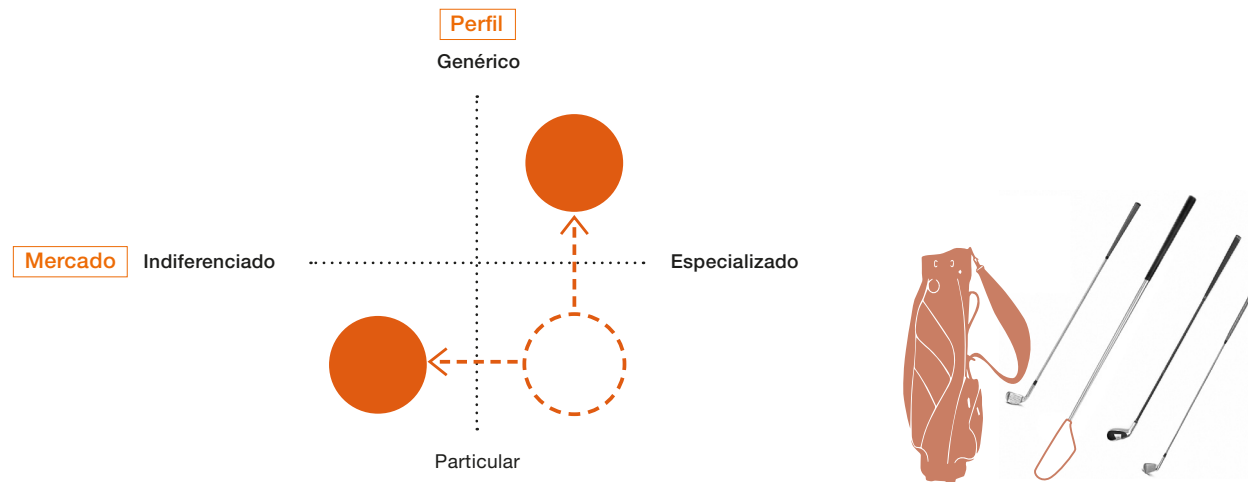 Perfil
Genérico
Mercado Indiferenciado
Especializado
Particular